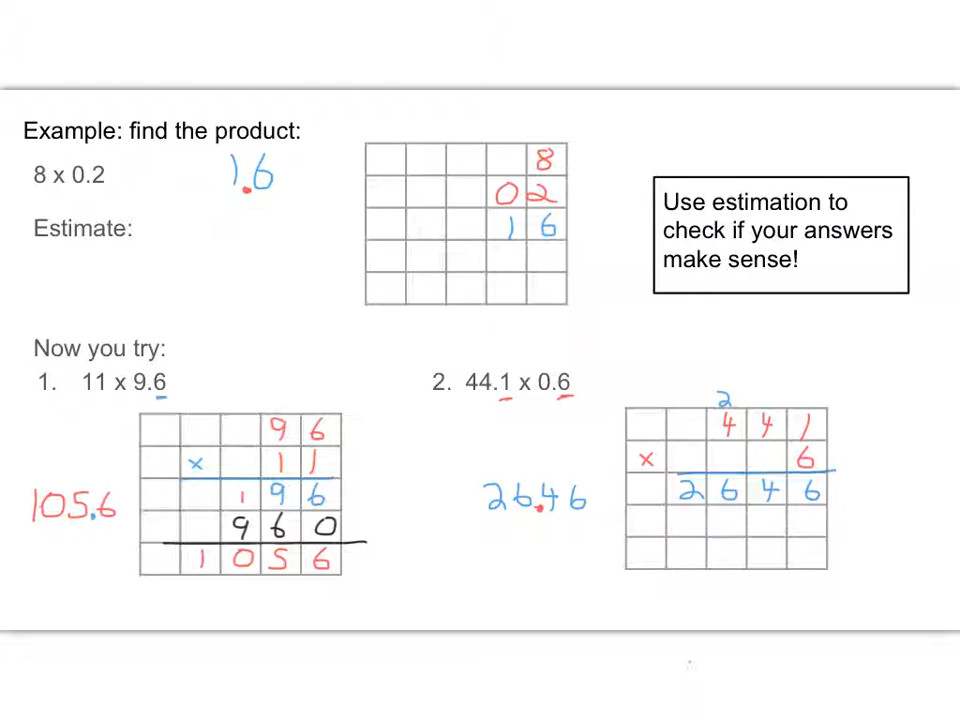 Example: find the product:
8 x 0.2 1.6
Estimate:
8
0 2
1 6
Use estimation to
check if your answers
make sense!
Now you try:
1. 11 x 9.6
9 6
x 1 1
1 9 6
9 6 0
1 0 5 6
105.6
2. 44.1 x 0.6
2
4 4 1
x 6
2 6 4 6
26.46